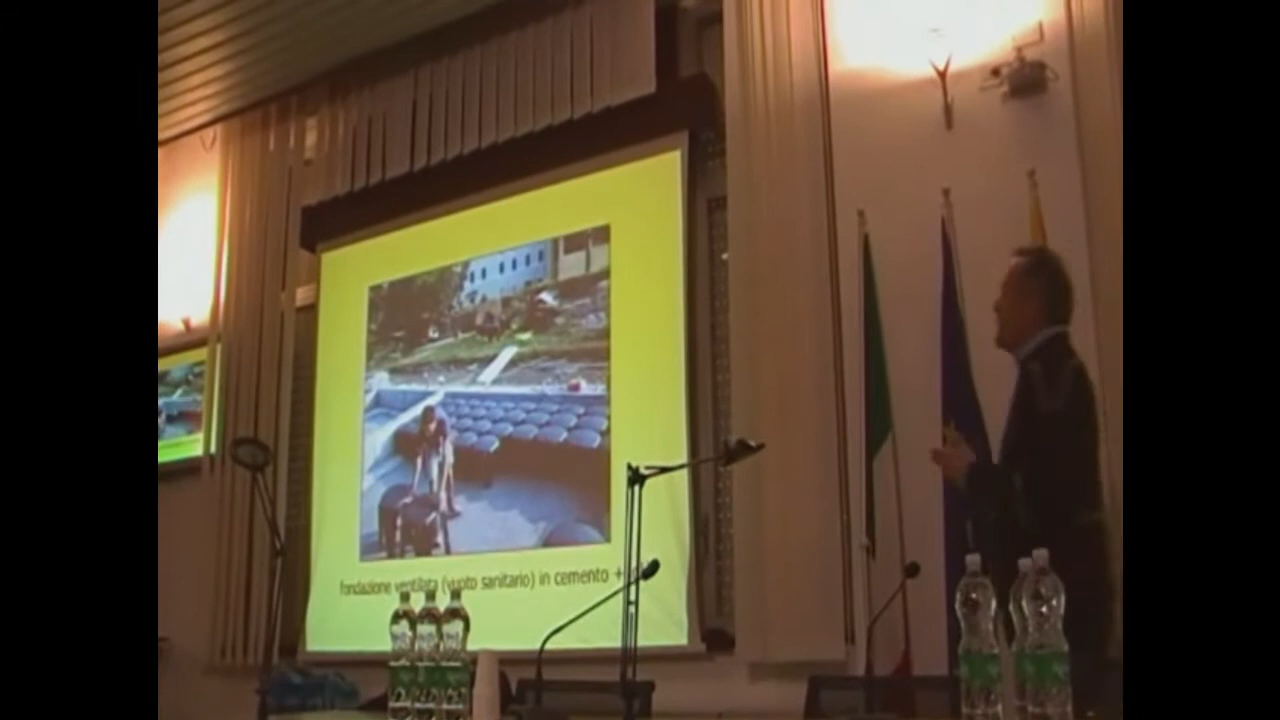 fondazione ventilata (vuoto sanitario) in cemento +